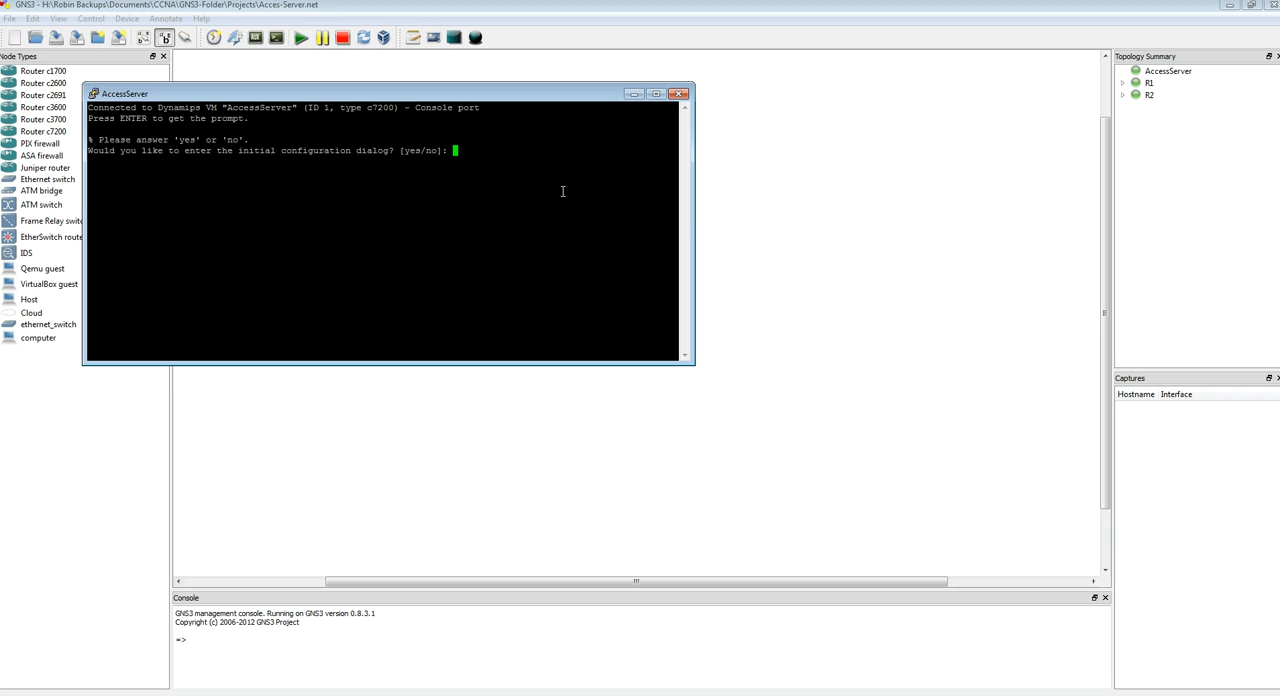 GNS3 - H:\Robin Backups\Documents\CCNA\GNS3-Folder\Projects\Acces-Server.net
File Edit View Control Device Annotate Help
Node Types
Router c1700
Router c2600
Router c2691
Router c3600
Router c3700
Router c7200
PIX firewall
ASA firewall
Juniper router
Ethernet switch
ATM bridge
ATM switch
Frame Relay switc
EtherSwitch route
IDS
Qemu guest
VirtualBox guest
Host
Cloud
ethernet_switch
computer
AccessServer
Connected to Dynamips VM "AccessServer" (ID 1, type c7200) - Console port
Press ENTER to get the prompt.
% Please answer 'yes' or 'no'.
Would you like to enter the initial configuration dialog? [yes/no]:
Topology Summary
AccessServer
R1
R2
Captures
Hostname Interface
Console
GNS3 management console. Running on GNS3 version 0.8.3.1
Copyright (c) 2006-2012 GNS3 Project
=>